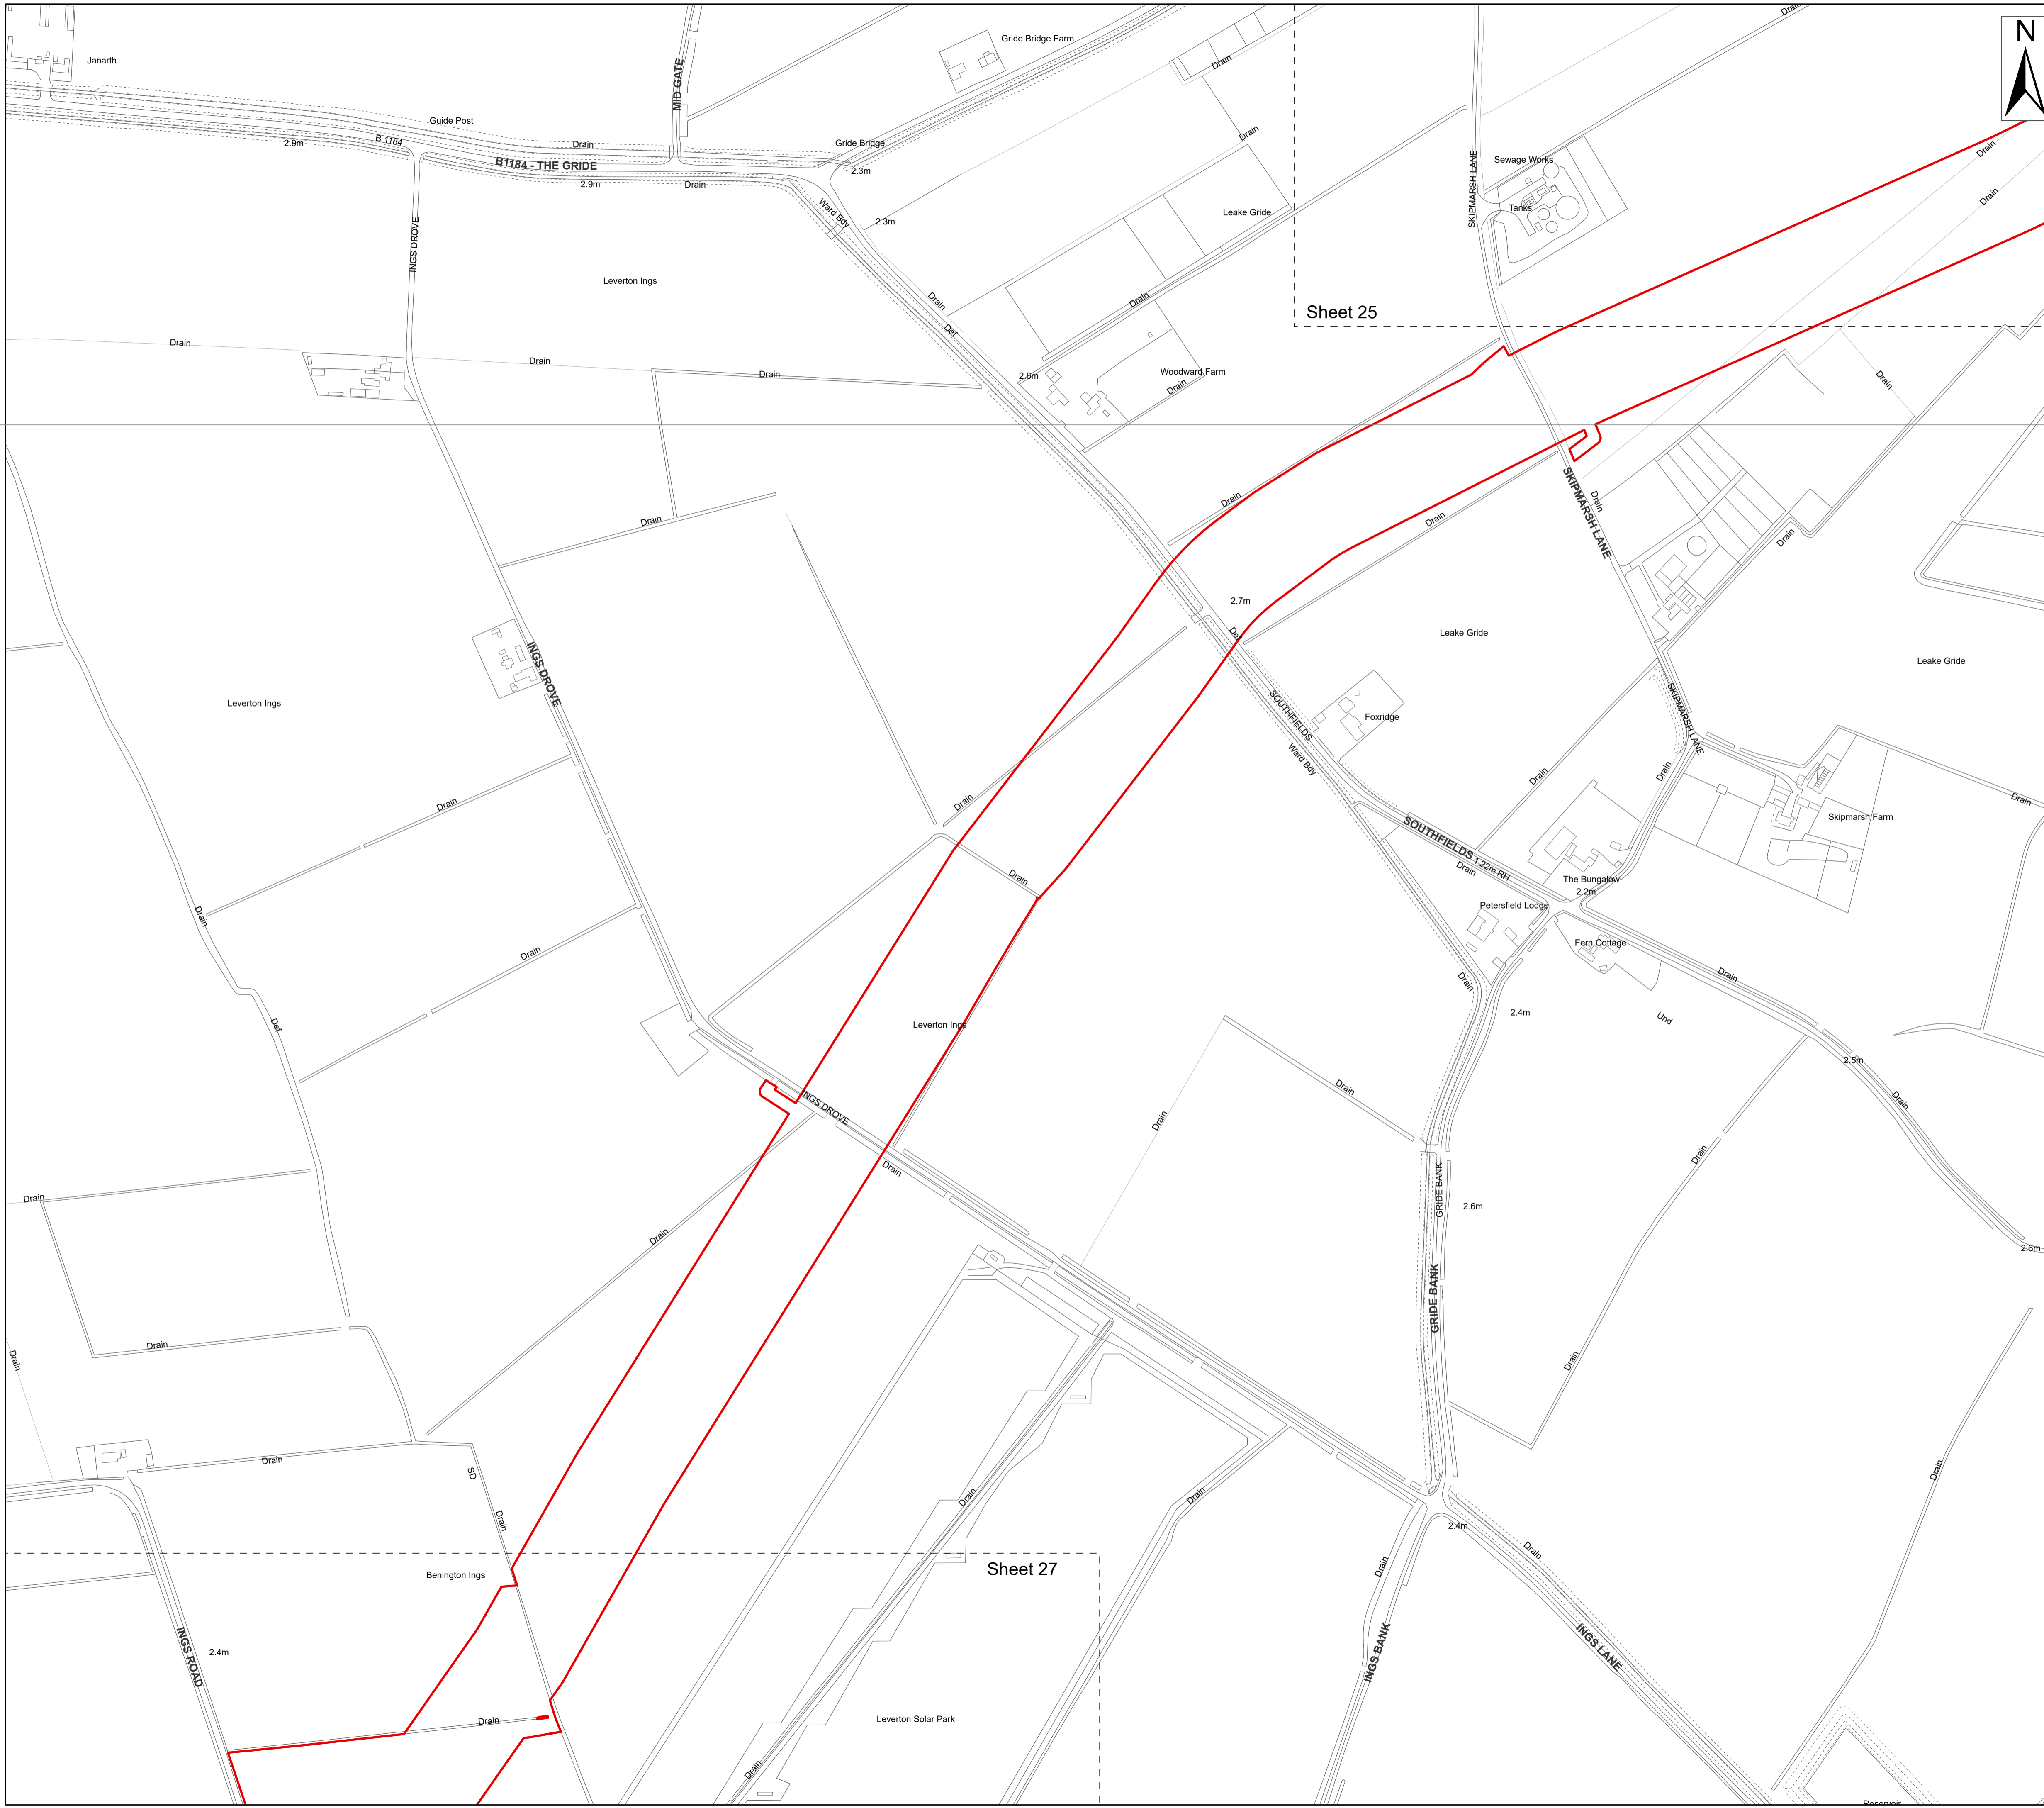 Drain
N
Janarth
Gride Bridge Farm
Drain
MID GATE
Guide Post
Drain
B 1184
2.9m
Drain
Gride Bridge
Drain
SKIPMARSH LANE
Sewage Works
B1184 - THE GRIDE
2.3m
2.9m
Drain
Drain
Tanks
Ward Bdy
Leake Gride
2.3m
INGS DROVE
Leverton Ings
Drain
Drain
Sheet 25
Def
Drain
Drain
Drain
2.6m
Woodward Farm
Drain
Drain
Drain
Drain
Drain
SKIPMARSH LANE
Drain
Drain
Drain
2.7m
Def
Leake Gride
Leake Gride
INGS DROVE
Leverton Ings
SOUTHFIELDS
Foxridge
SKIPMARSH LANE
Ward Bdy
Drain
Drain
Drain
Drain
Drain
Skipmarsh Farm
SOUTHFIELDS
1.22m RH
Drain
Drain
The Bungalow
2.2m
Petersfield Lodge
Drain
Fern Cottage
Drain
Drain
Drain
2.4m
Und
Def
Leverton Ings
2.5m
Drain
Drain
INGS DROVE
Drain
Drain
Drain
GRIDE BANK
Drain
2.6m
Drain
2.6m
GRIDE BANK
Drain
Drain
Drain
Drain
SD
Drain
Drain
Drain
Drain
2.4m
Drain
Drain
Benington Ings
Sheet 27
INGS ROAD
2.4m
INGS BANK
INGS LANE
Drain
Leverton Solar Park
Drain
Reservoir